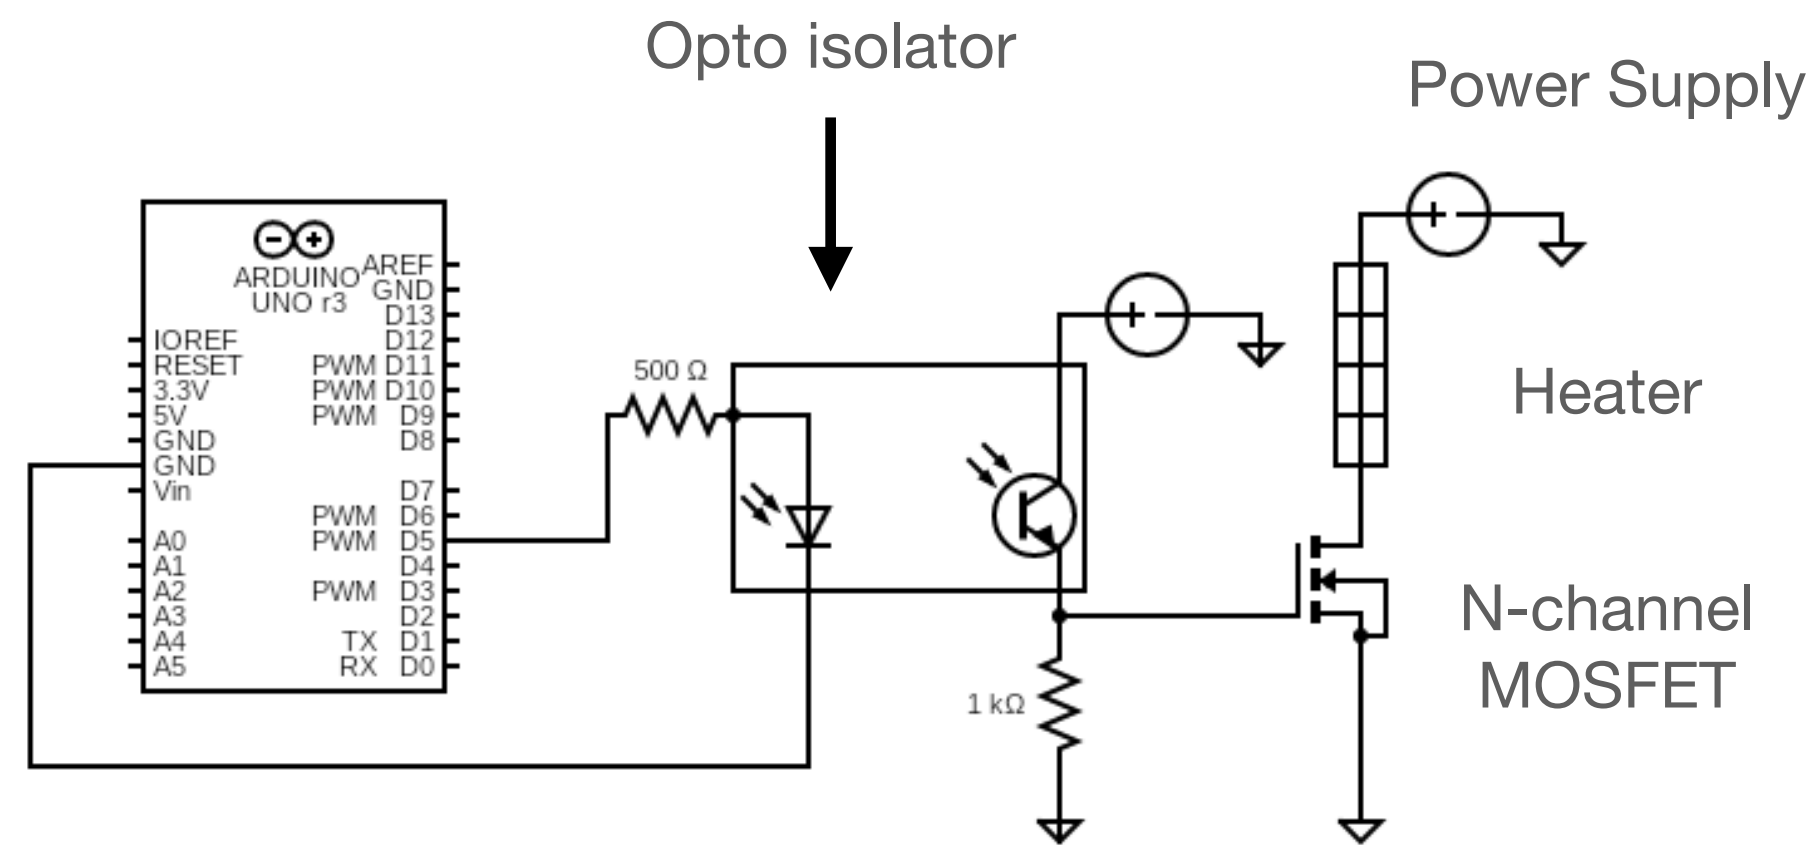 Opto isolator
Power Supply
ARDUINO
UNO r3
AREF
GND
D13
IOREF D12
RESET PWM D11
3.3V PWM D10
5V PWM D9
GND D8
GND
Vin D7
PWM D6
A0 PWM D5
A1 D4
A2 PWM D3
A3 D2
A4 TX D1
A5 RX D0
500 Ω
Heater
N-channel
MOSFET
1 kΩ